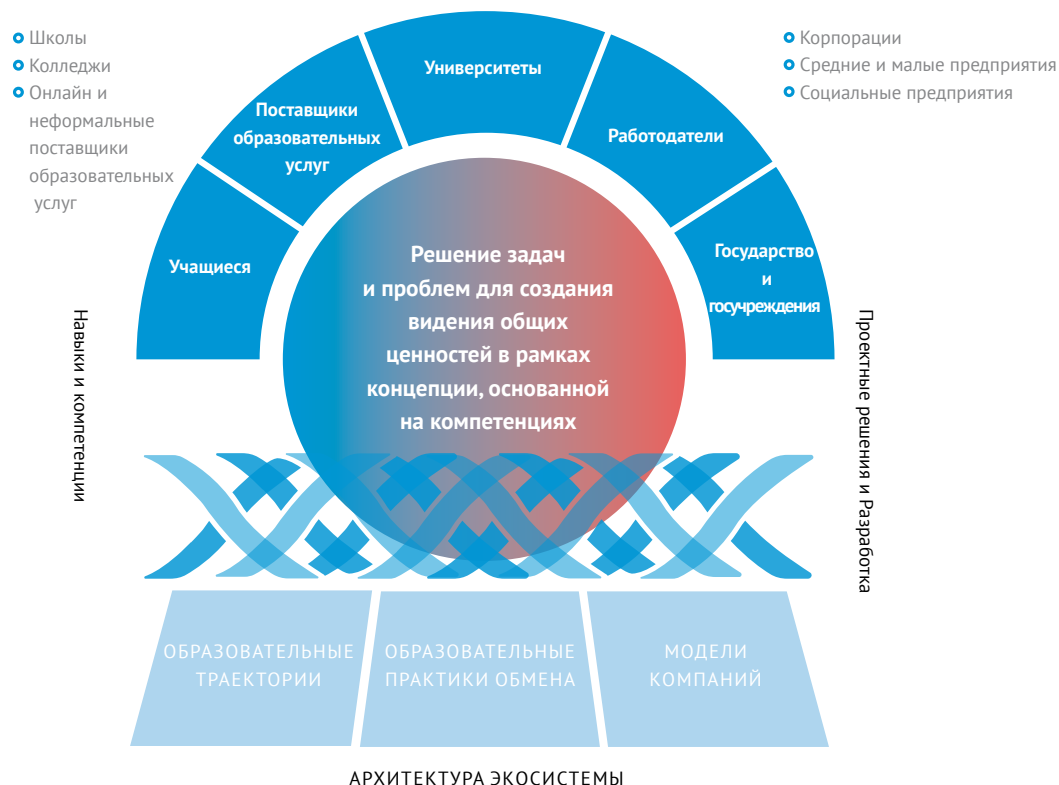 Школы
Колледжи
Онлайн и
неформальные
поставщики
образовательных
услуг
Корпорации
Средние и малые предприятия
Социальные предприятия
Университеты
Поставщики
образовательных
услуг
Работодатели
Учащиеся
Государство
и
госучреждения
Решение задач
и проблем для создания
видения общих
ценностей в рамках
концепции, основанной
на компетенциях
Навыки и компетенции
Проектные решения и Разработка
ОБРАЗОВАТЕЛЬНЫЕ
ТРАЕКТОРИИ
ОБРАЗОВАТЕЛЬНЫЕ
ПРАКТИКИ ОБМЕНА
МОДЕЛИ
КОМПАНИЙ
АРХИТЕКТУРА ЭКОСИСТЕМЫ